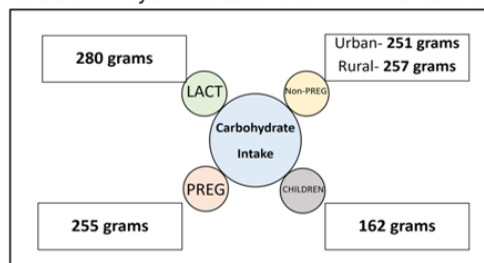 280 grams
Urban- 251 grams
Rural- 257 grams
LACT
Non-PREG
Carbohydrate
Intake
PREG
CHILDREN
255 grams
162 grams